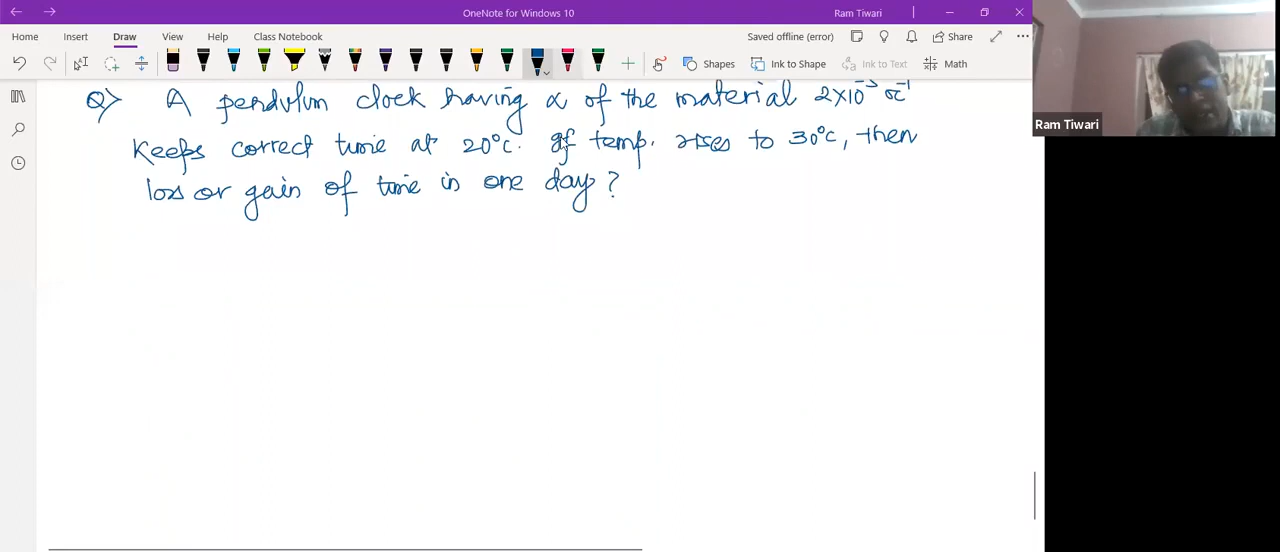 OneNote for Windows 10
Ram Tiwari
Home Insert Draw View Help Class Notebook
Saved offline (error) Share
Shapes Ink to Shape Ink to Text Math
Q> A pendulum clock having α of the material 2×10⁻⁵ °C⁻¹
Keeps correct time at 20°C. If temp. rises to 30°C, then
loss or gain of time in one day?
Ram Tiwari